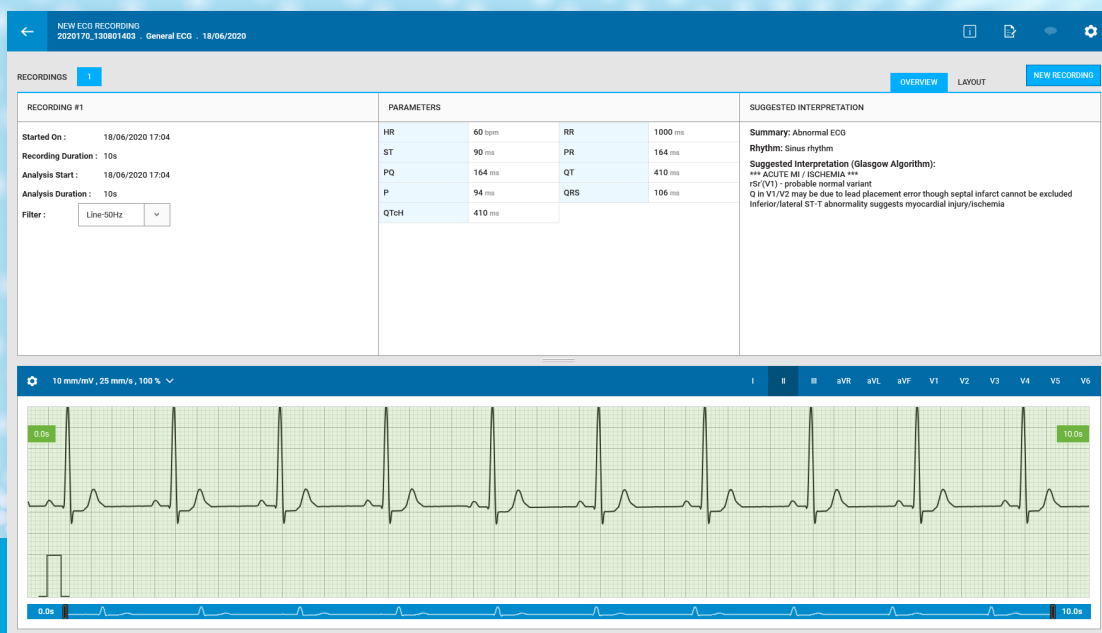 NEW ECG RECORDING
2020170_130801403 . General ECG . 18/06/2020
RECORDINGS 1
OVERVIEW LAYOUT NEW RECORDING
RECORDING #1
Started On : 18/06/2020 17:04
Recording Duration : 10s
Analysis Start : 18/06/2020 17:04
Analysis Duration : 10s
Filter : Line-50Hz
PARAMETERS
HR 60 bpm RR 1000 ms
ST 90 ms PR 164 ms
PQ 164 ms QT 410 ms
P 94 ms QRS 106 ms
QTcH 410 ms
SUGGESTED INTERPRETATION
Summary: Abnormal ECG
Rhythm: Sinus rhythm
Suggested Interpretation (Glasgow Algorithm):
*** ACUTE MI / ISCHEMIA ***
rSr'(V1) - probable normal variant
Q in V1/V2 may be due to lead placement error though septal infarct cannot be excluded
Inferior/lateral ST-T abnormality suggests myocardial injury/ischemia
10 mm/mV , 25 mm/s , 100 % I II III aVR aVL aVF V1 V2 V3 V4 V5 V6
0.0s 10.0s
0.0s 10.0s